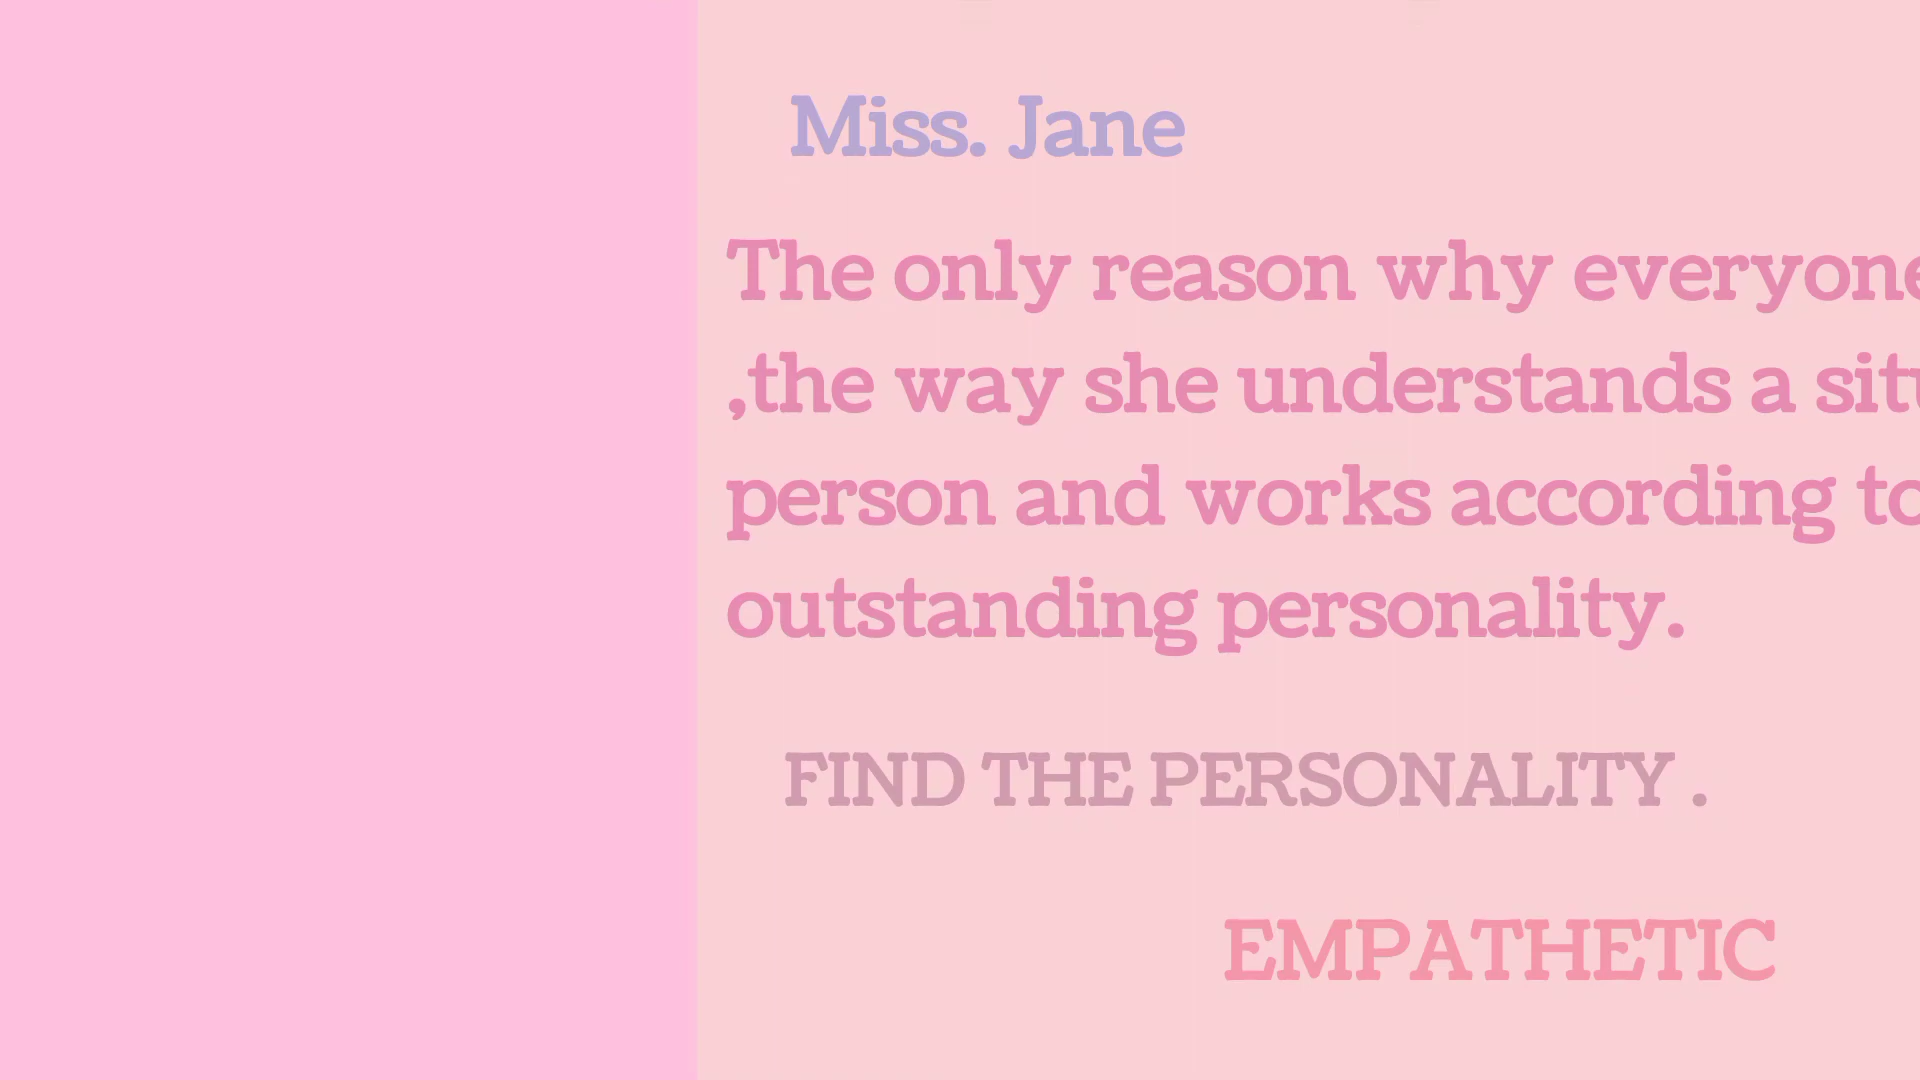 Miss. Jane
The only reason why everyone
,the way she understands a
person and works according to
outstanding personality.
FIND THE PERSONALITY .
EMPATHETIC